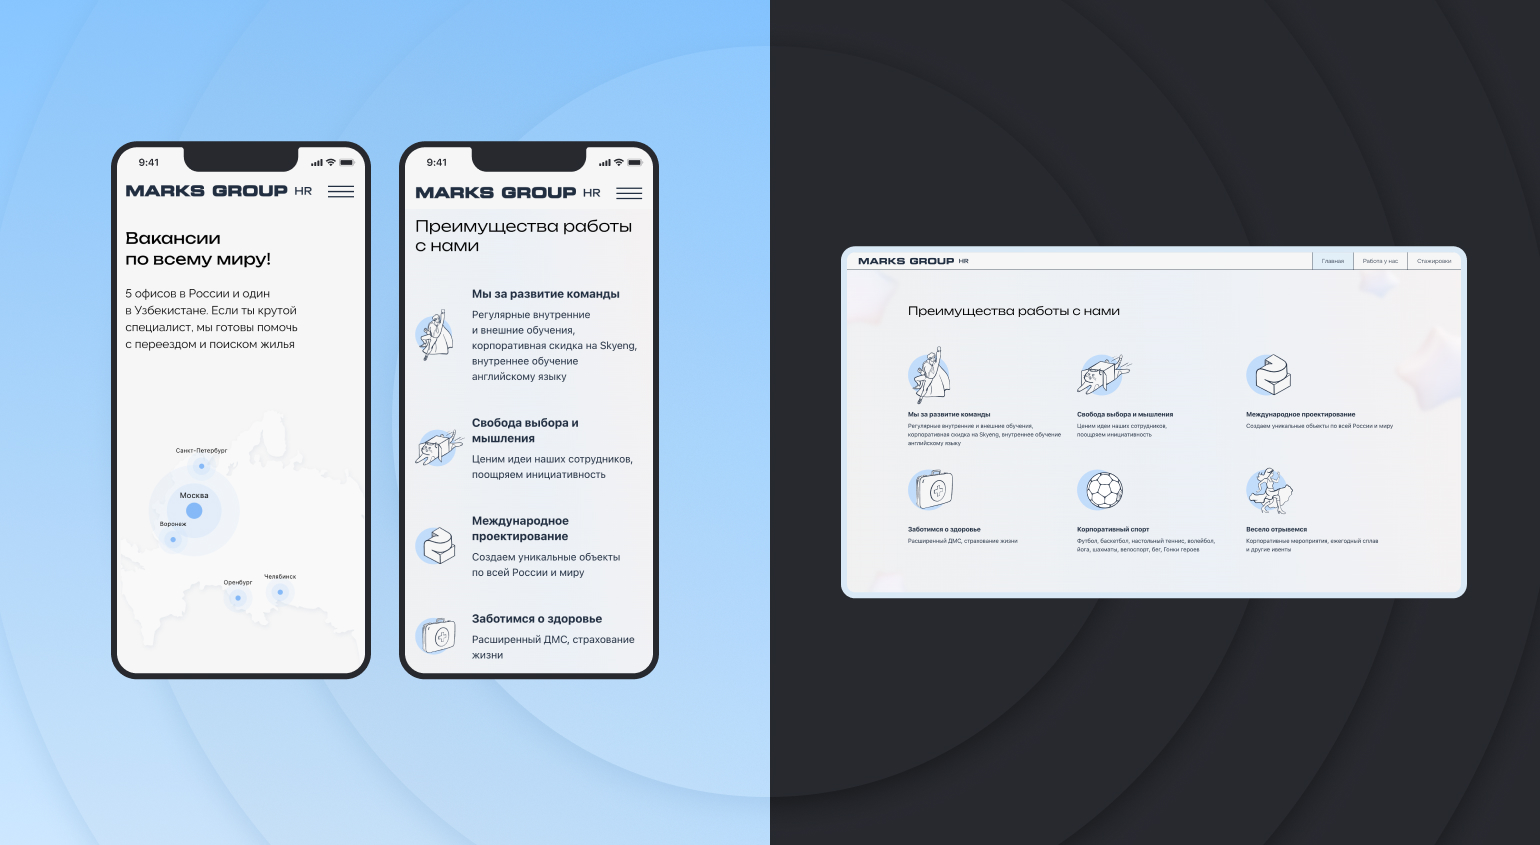 9:41
MARKS GROUP HR
Вакансии
по всему миру!
5 офисов в России и один
в Узбекистане. Если ты крутой
специалист, мы готовы помочь
с переездом и поиском жилья
Санкт-Петербург
Москва
Воронеж
Оренбург
Челябинск
9:41
MARKS GROUP HR
Преимущества работы
с нами
Мы за развитие команды
Регулярные внутренние
и внешние обучения,
корпоративная скидка на Skyeng,
внутреннее обучение
английскому языку
Свобода выбора и
мышления
Ценим идеи наших сотрудников,
поощряем инициативность
Международное
проектирование
Создаем уникальные объекты
по всей России и миру
Заботимся о здоровье
Расширенный ДМС, страхование
жизни
MARKS GROUP HR
Главная
Работа у нас
Стажировки
Преимущества работы с нами
Мы за развитие команды
Регулярные внутренние и внешние обучения,
корпоративная скидка на Skyeng, внутреннее обучение
английскому языку
Свобода выбора и мышления
Ценим идеи наших сотрудников,
поощряем инициативность
Международное проектирование
Создаем уникальные объекты по всей России и миру
Заботимся о здоровье
Расширенный ДМС, страхование жизни
Корпоративный спорт
Футбол, баскетбол, настольный теннис, волейбол,
йога, шахматы, велоспорт, бег, Гонки героев
Весело отрываемся
Корпоративные мероприятия, ежегодный сплав
и другие ивенты